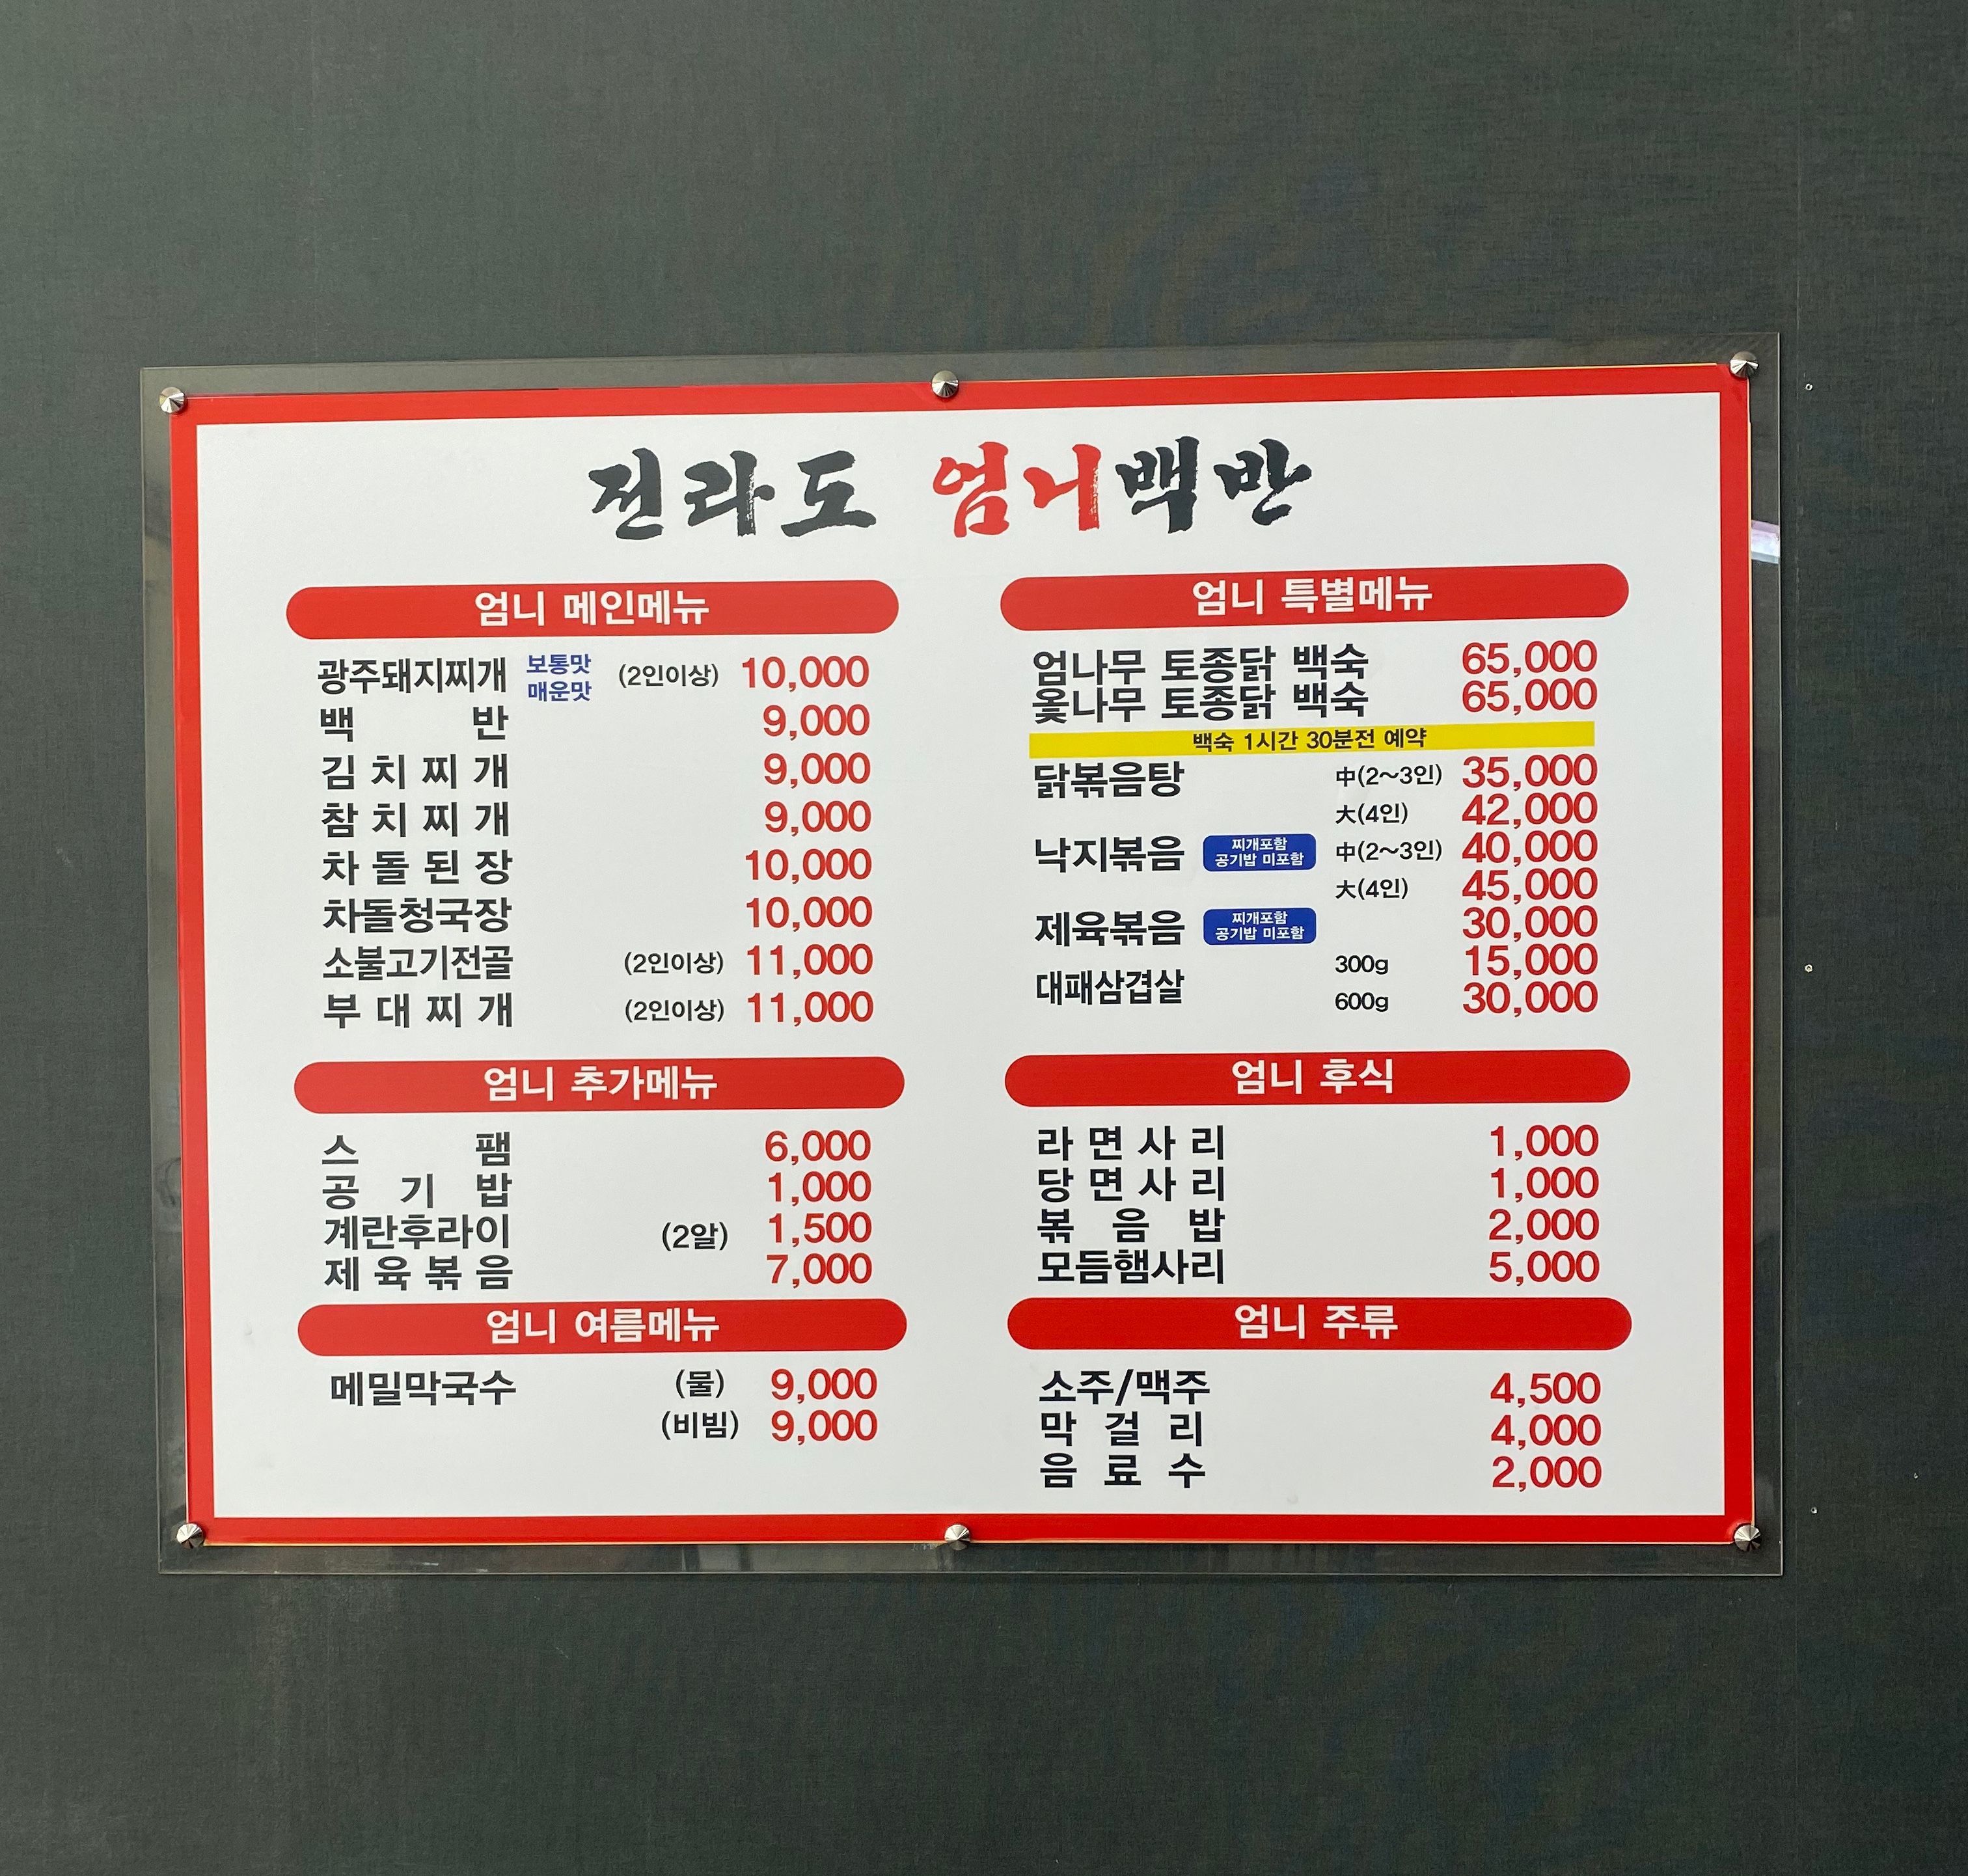 전라도 엄니백반
엄니 메인메뉴
광주돼지찌개 보통맛 매운맛 (2인이상) 10,000
백 반 9,000
김치찌개 9,000
참치찌개 9,000
차돌된장 10,000
차돌청국장 10,000
소불고기전골 (2인이상) 11,000
부대찌개 (2인이상) 11,000
엄니 추가메뉴
스 팸 6,000
공 기 밥 1,000
계란후라이 (2알) 1,500
제육볶음 7,000
엄니 여름메뉴
메밀막국수 (물) 9,000
(비빔) 9,000
엄니 특별메뉴
엄나무 토종닭 백숙 65,000
옻나무 토종닭 백숙 65,000
백숙 1시간 30분전 예약
닭볶음탕 中(2~3인) 35,000
大(4인) 42,000
낙지볶음 찌개포함 공기밥 미포함 中(2~3인) 40,000
大(4인) 45,000
제육볶음 찌개포함 공기밥 미포함 30,000
대패삼겹살 300g 15,000
600g 30,000
엄니 후식
라면사리 1,000
당면사리 1,000
볶 음 밥 2,000
모듬햄사리 5,000
엄니 주류
소주/맥주 4,500
막 걸 리 4,000
음 료 수 2,000